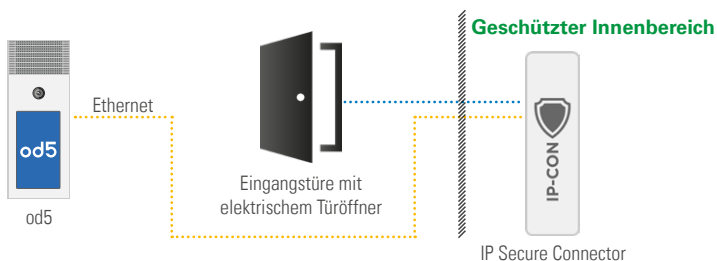 Geschützter Innenbereich
Ethernet
od5
IP-CON
Eingangstüre mit
elektrischem Türöffner
od5
IP Secure Connector